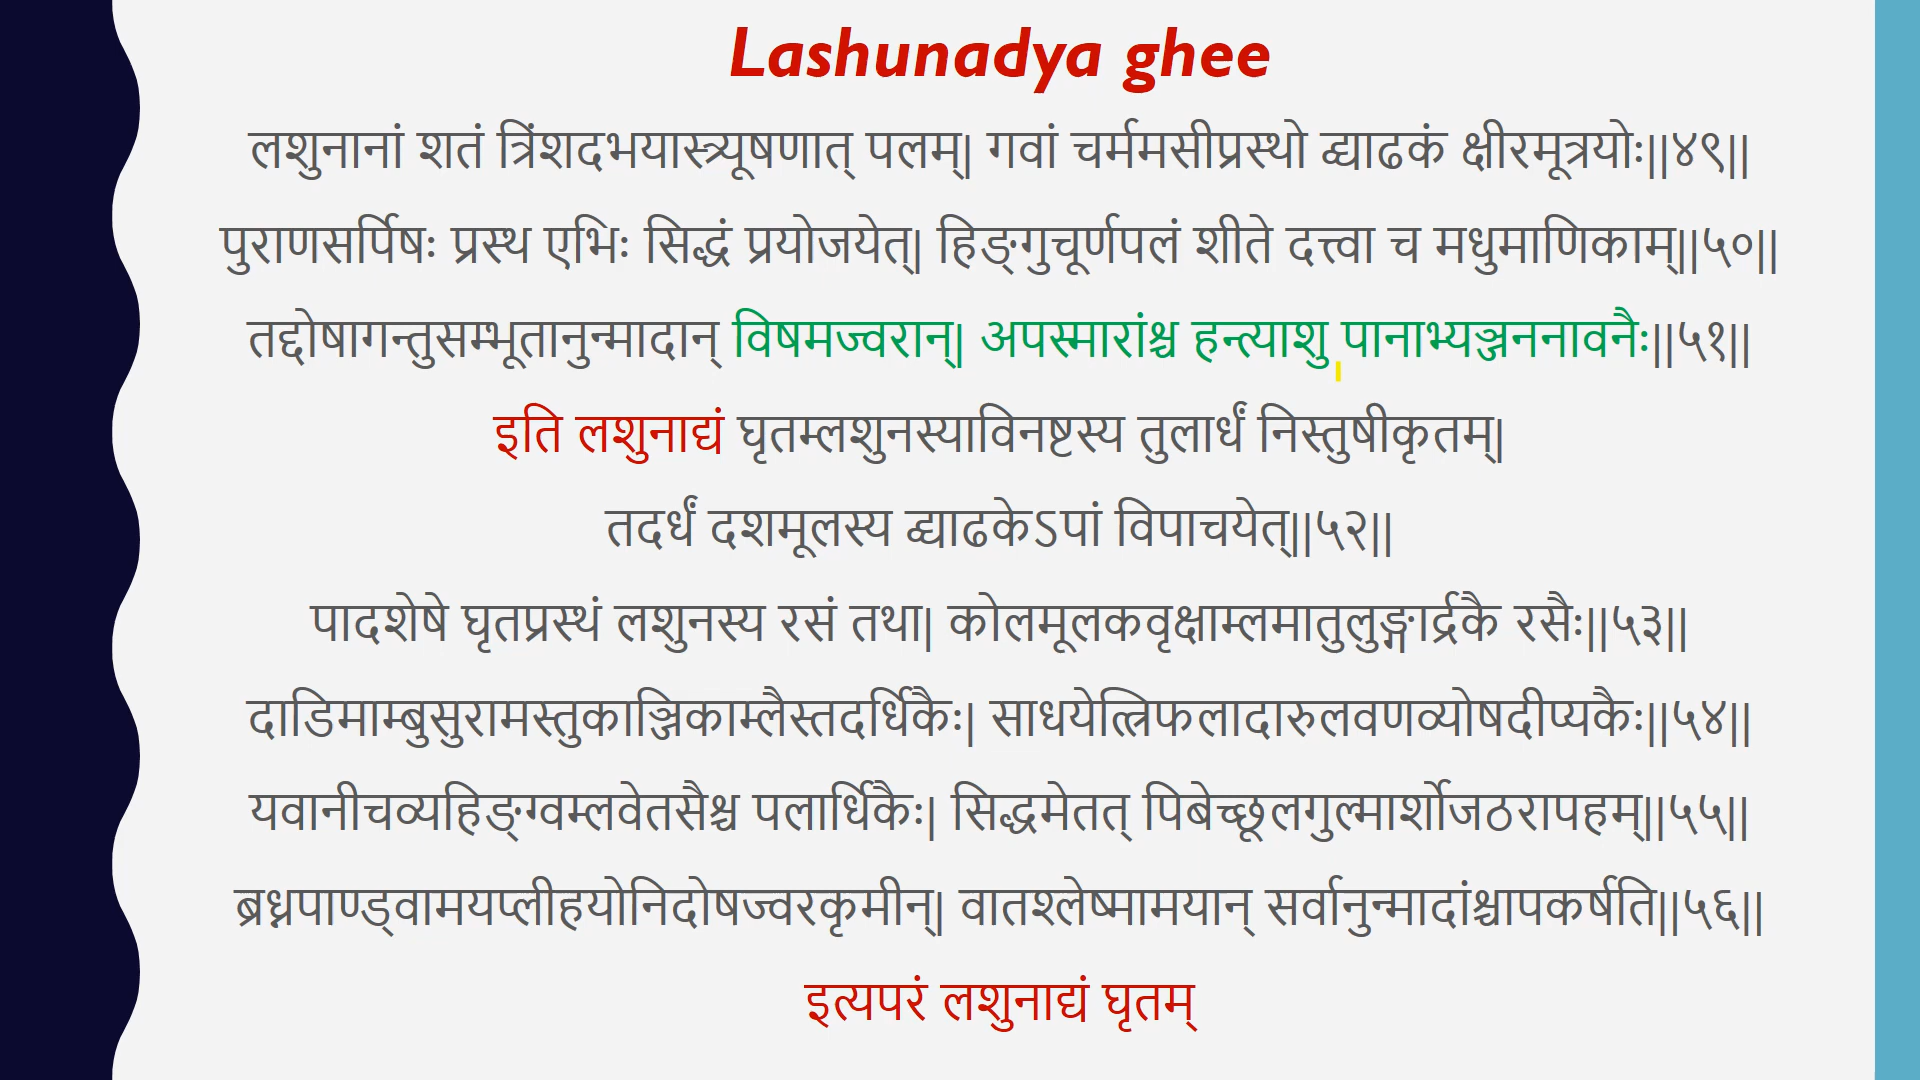 Lashunadya ghee
लशुनानां शतं त्रिंशदभयास्त्र्यूषणात् पलम्| गवां चर्ममसीप्रस्थो द्व्याढकं क्षीरमूत्रयोः||४९||
पुराणसर्पिषः प्रस्थ एभिः सिद्धं प्रयोजयेत्| हिङ्गुचूर्णपलं शीते दत्त्वा च मधुमाणिकाम्||५०||
तद्दोषागन्तुसम्भूतानुन्मादान् विषमज्वरान्| अपस्मारांश्च हन्त्याशु पानाभ्यञ्जननावनैः||५१||
इति लशुनाद्यं घृतम्लशुनस्याविनष्टस्य तुलार्धं निस्तुषीकृतम्|
तदर्धं दशमूलस्य द्व्याढकेऽपां विपाचयेत्||५२||
पादशेषे घृतप्रस्थं लशुनस्य रसं तथा| कोलमूलकवृक्षाम्लमातुलुङ्गार्द्रकै रसैः||५३||
दाडिमाम्बुसुरामस्तुकाञ्जिकाम्लैस्तदर्धिकैः| साधयेत्त्रिफलादारुलवणव्योषदीप्यकैः||५४||
यवानीचव्यहिङ्ग्वम्लवेतसैश्च पलार्धिकैः| सिद्धमेतत् पिबेच्छूलगुल्मार्शोजठरापहम्||५५||
ब्रध्नपाण्ड्वामयप्लीहयोनिदोषज्वरकृमीन्| वातश्लेष्मामयान् सर्वानुन्मादांश्चापकर्षति||५६||
इत्यपरं लशुनाद्यं घृतम्